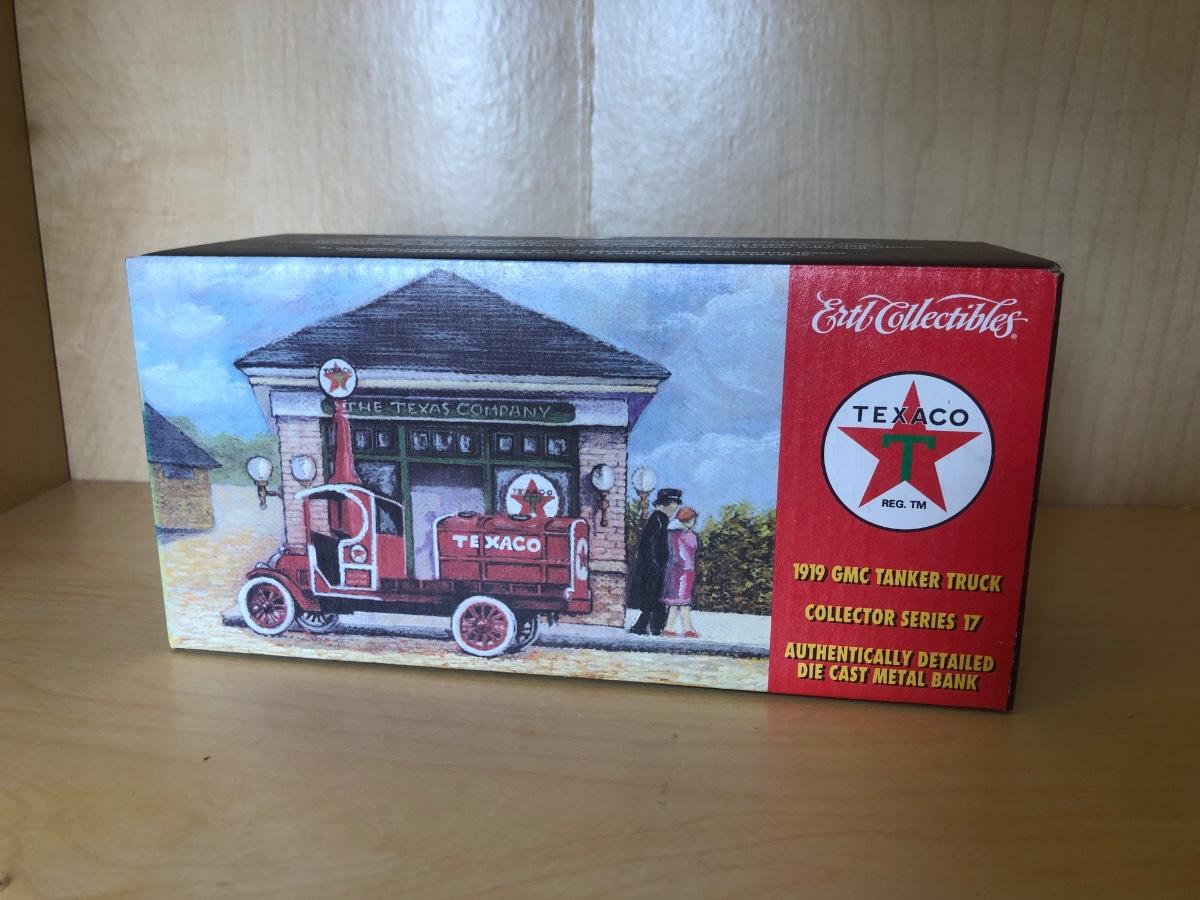 Ertl Collectibles®
THE TEXAS COMPANY
TEXACO
T
REG. TM
TEXACO
TEXACO
1919 GMC TANKER TRUCK
COLLECTOR SERIES 17
AUTHENTICALLY DETAILED
DIE CAST METAL BANK